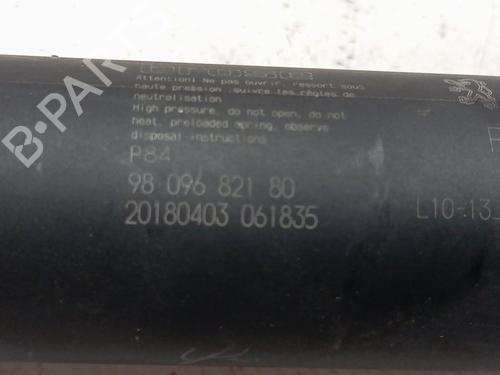 Attention! Ne pas ouvrir, ressort sous
haute pression, suivre les règles de
neutralisation
High pressure, do not open, do not
heat, preloaded spring, observe
disposal instructions
P84
98 096 821 80
20180403 061835
L10-13
B-PARTS